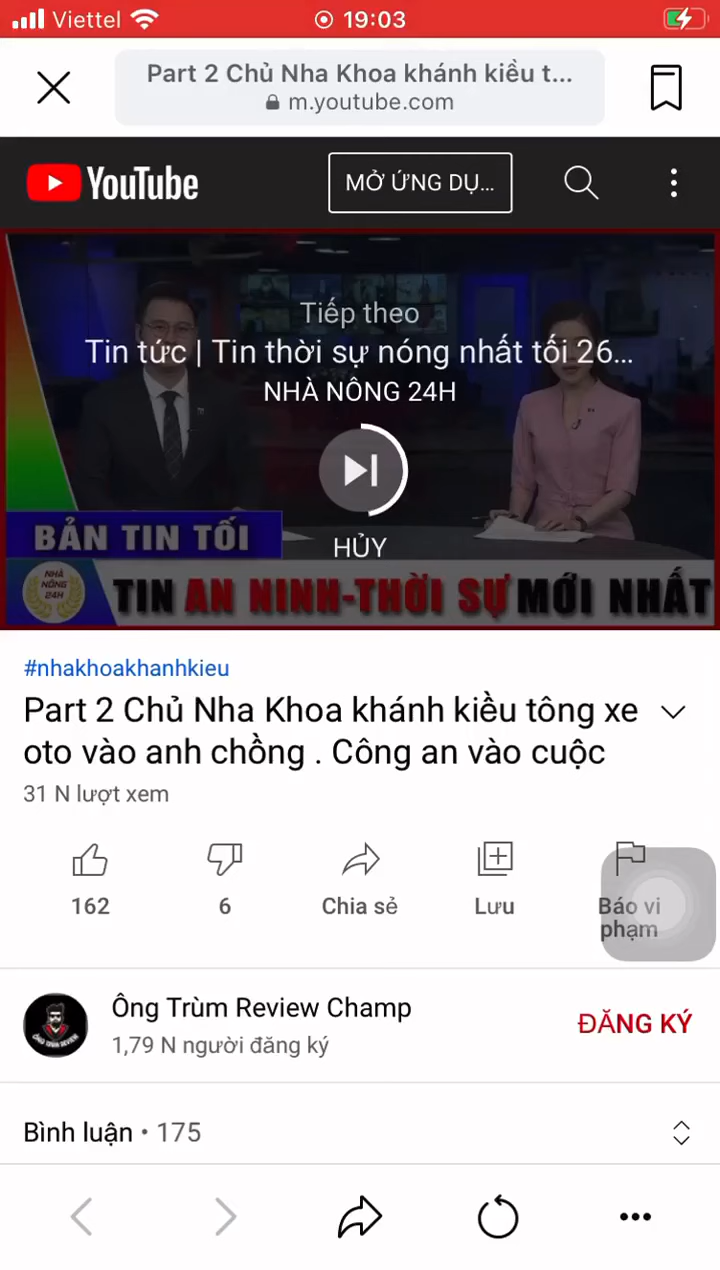 Viettel
19:03
Part 2 Chủ Nha Khoa khánh kiều t...
m.youtube.com
YouTube
MỞ ỨNG DỤ...
Tiếp theo
Tin tức | Tin thời sự nóng nhất tối 26...
NHÀ NÔNG 24H
HỦY
BẢN TIN TỐI
NHÀ
NÔNG
24H
TIN AN NINH-THỜI SỰ MỚI NHẤT
#nhakhoakhanhkieu
Part 2 Chủ Nha Khoa khánh kiều tông xe
oto vào anh chồng . Công an vào cuộc
31 N lượt xem
162
6
Chia sẻ
Lưu
Báo vi
phạm
ÔNG TRÙM REVIEW
Ông Trùm Review Champ
1,79 N người đăng ký
ĐĂNG KÝ
Bình luận • 175